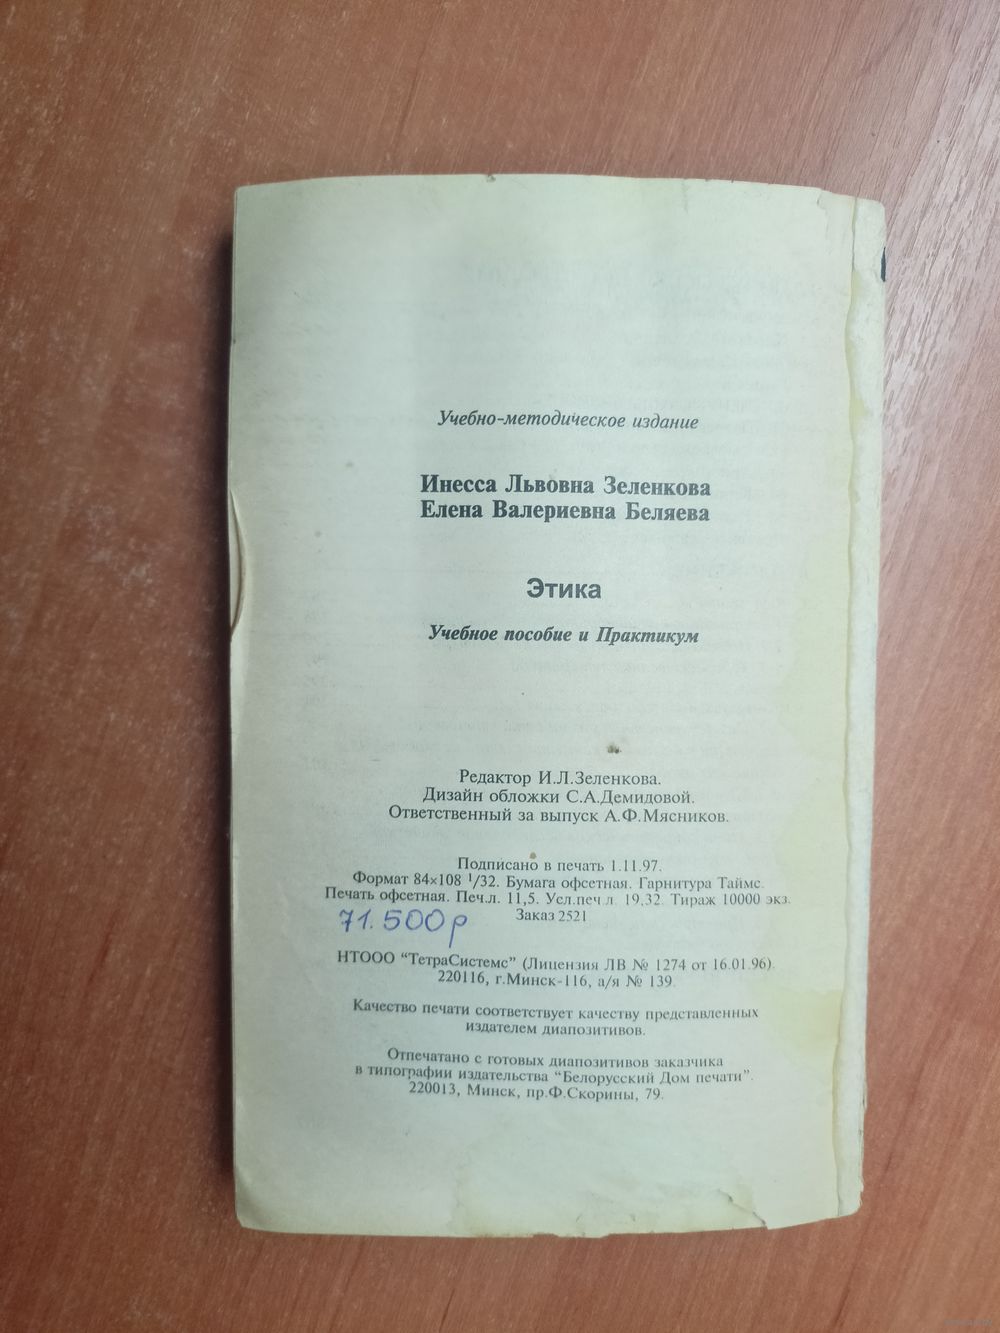 Учебно-методическое издание
Инесса Львовна Зеленкова
Елена Валериевна Беляева
Этика
Учебное пособие и Практикум
Редактор И.Л.Зеленкова.
Дизайн обложки С.А.Демидовой.
Ответственный за выпуск А.Ф.Мясников.
Подписано в печать 1.11.97.
Формат 84×108 1/32. Бумага офсетная. Гарнитура Таймс.
Печать офсетная. Печ.л. 11,5. Усл.печ.л. 19,32. Тираж 10000 экз.
Заказ 2521
71.500р
НТООО “ТетраСистемс” (Лицензия ЛВ № 1274 от 16.01.96).
220116, г.Минск-116, а/я № 139.
Качество печати соответствует качеству представленных
издателем диапозитивов.
Отпечатано с готовых диапозитивов заказчика
в типографии издательства “Белорусский Дом печати”.
220013, Минск, пр.Ф.Скорины, 79.